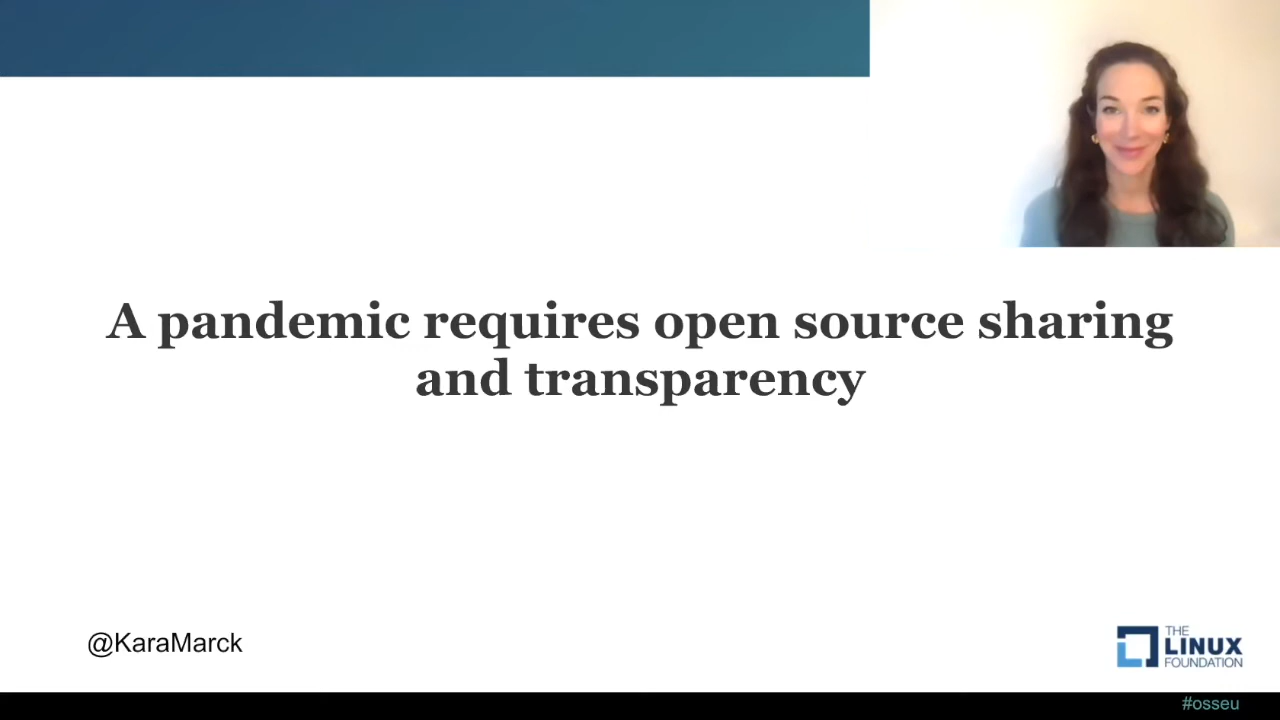 A pandemic requires open source sharing
and transparency
@KaraMarck
THE
LINUX
FOUNDATION
#osseu